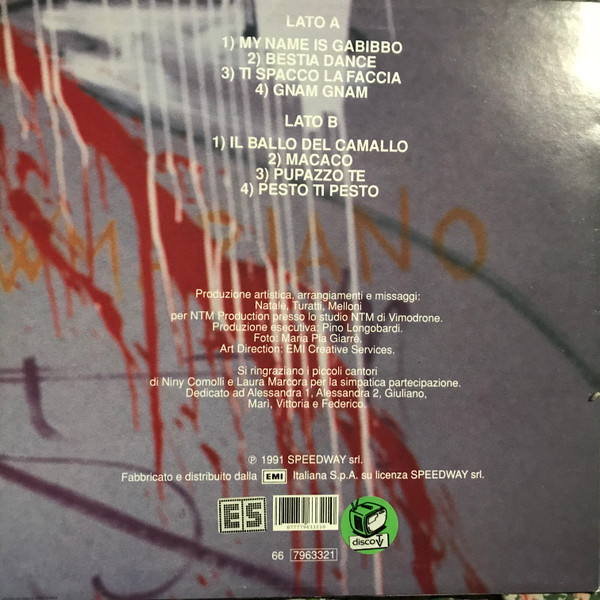 LATO A
1) MY NAME IS GABIBBO
2) BESTIA DANCE
3) TI SPACCO LA FACCIA
4) GNAM GNAM
LATO B
1) IL BALLO DEL CAMALLO
2) MACACO
3) PUPAZZO TE
4) PESTO TI PESTO
Produzione artistica, arrangiamenti e missaggi:
Natale, Turatti, Melloni
per NTM Production presso lo studio NTM di Vimodrone.
Produzione esecutiva: Pino Longobardi.
Foto: Maria Pia Giarrè.
Art Direction: EMI Creative Services.
Si ringraziano i piccoli cantori
di Niny Comolli e Laura Marcora per la simpatica partecipazione.
Dedicato ad Alessandra 1, Alessandra 2, Giuliano,
Marì, Vittoria e Federico.
℗ 1991 SPEEDWAY srl.
Fabbricato e distribuito dalla EMI Italiana S.p.A. su licenza SPEEDWAY srl.
ES
disco TV
66 7963321